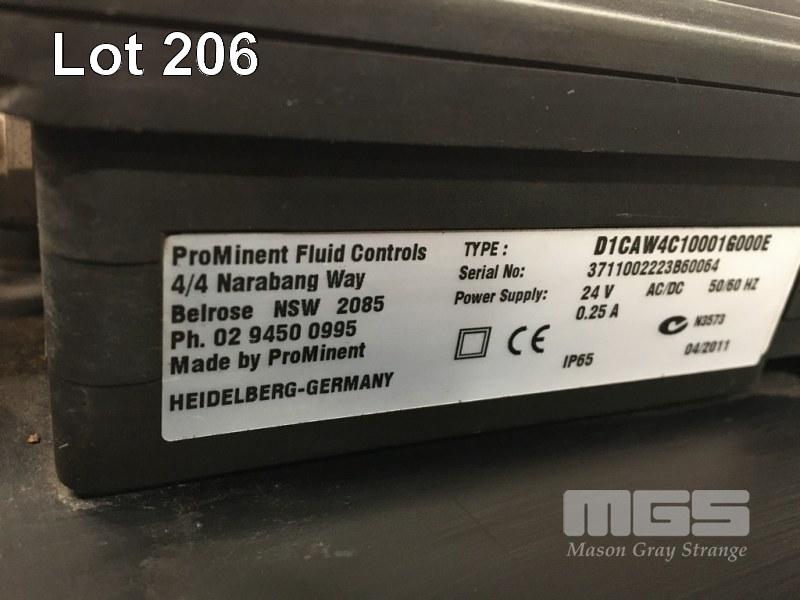 Lot 206
ProMinent Fluid Controls
4/4 Narabang Way
Belrose NSW 2085
Ph. 02 9450 0995
Made by ProMinent
HEIDELBERG-GERMANY
TYPE: D1CAW4C10001G000E
Serial No: 3711002223B60064
Power Supply: 24 V AC/DC 50/60 HZ
0.25 A
CE
N3573
IP65
04/2011
MGS
Mason Gray Strange